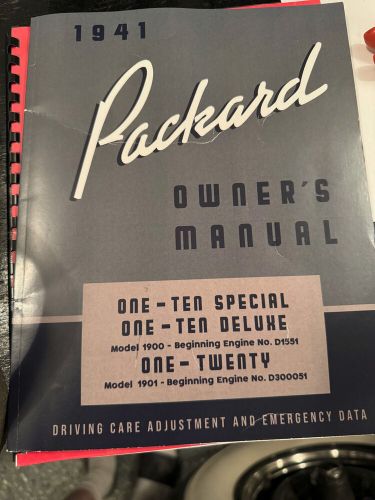 1941
Packard
OWNER'S
MANUAL
ONE-TEN SPECIAL
ONE-TEN DELUXE
Model 1900 - Beginning Engine No. D1551
ONE-TWENTY
Model 1901 - Beginning Engine No. D300051
DRIVING CARE ADJUSTMENT AND EMERGENCY DATA